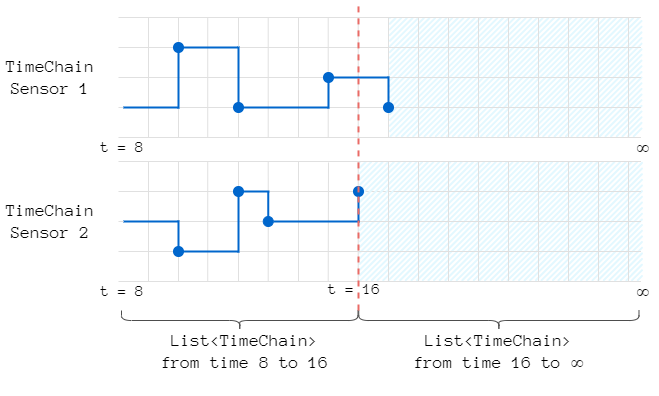 TimeChain
Sensor 1
t = 8
∞
TimeChain
Sensor 2
t = 8
t = 16
∞
List<TimeChain>
from time 8 to 16
List<TimeChain>
from time 16 to ∞